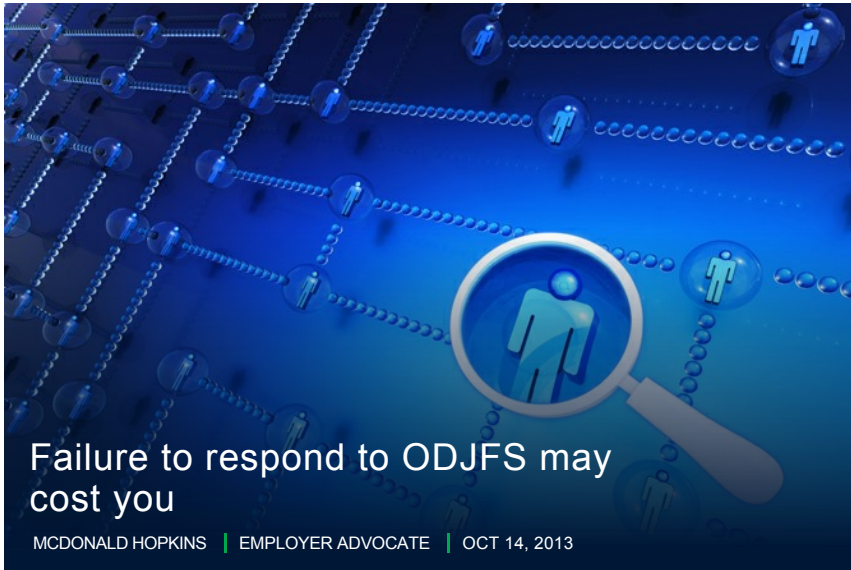 Failure to respond to ODJFS may
cost you
MCDONALD HOPKINS | EMPLOYER ADVOCATE | OCT 14, 2013